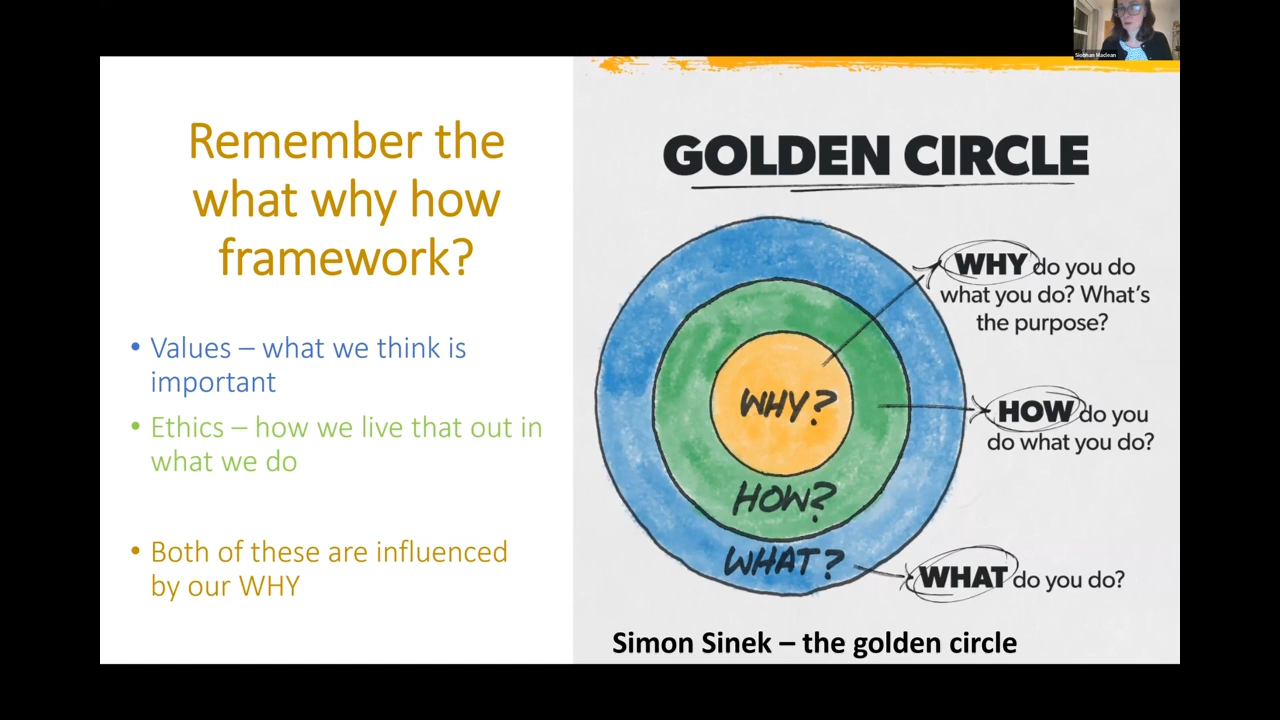 Siobhan Maclean
Remember the
what why how
framework?
• Values – what we think is
important
• Ethics – how we live that out in
what we do
• Both of these are influenced
by our WHY
GOLDEN CIRCLE
WHY do you do
what you do? What's
the purpose?
WHY?
HOW do you
do what you do?
HOW?
WHAT?
WHAT do you do?
Simon Sinek – the golden circle